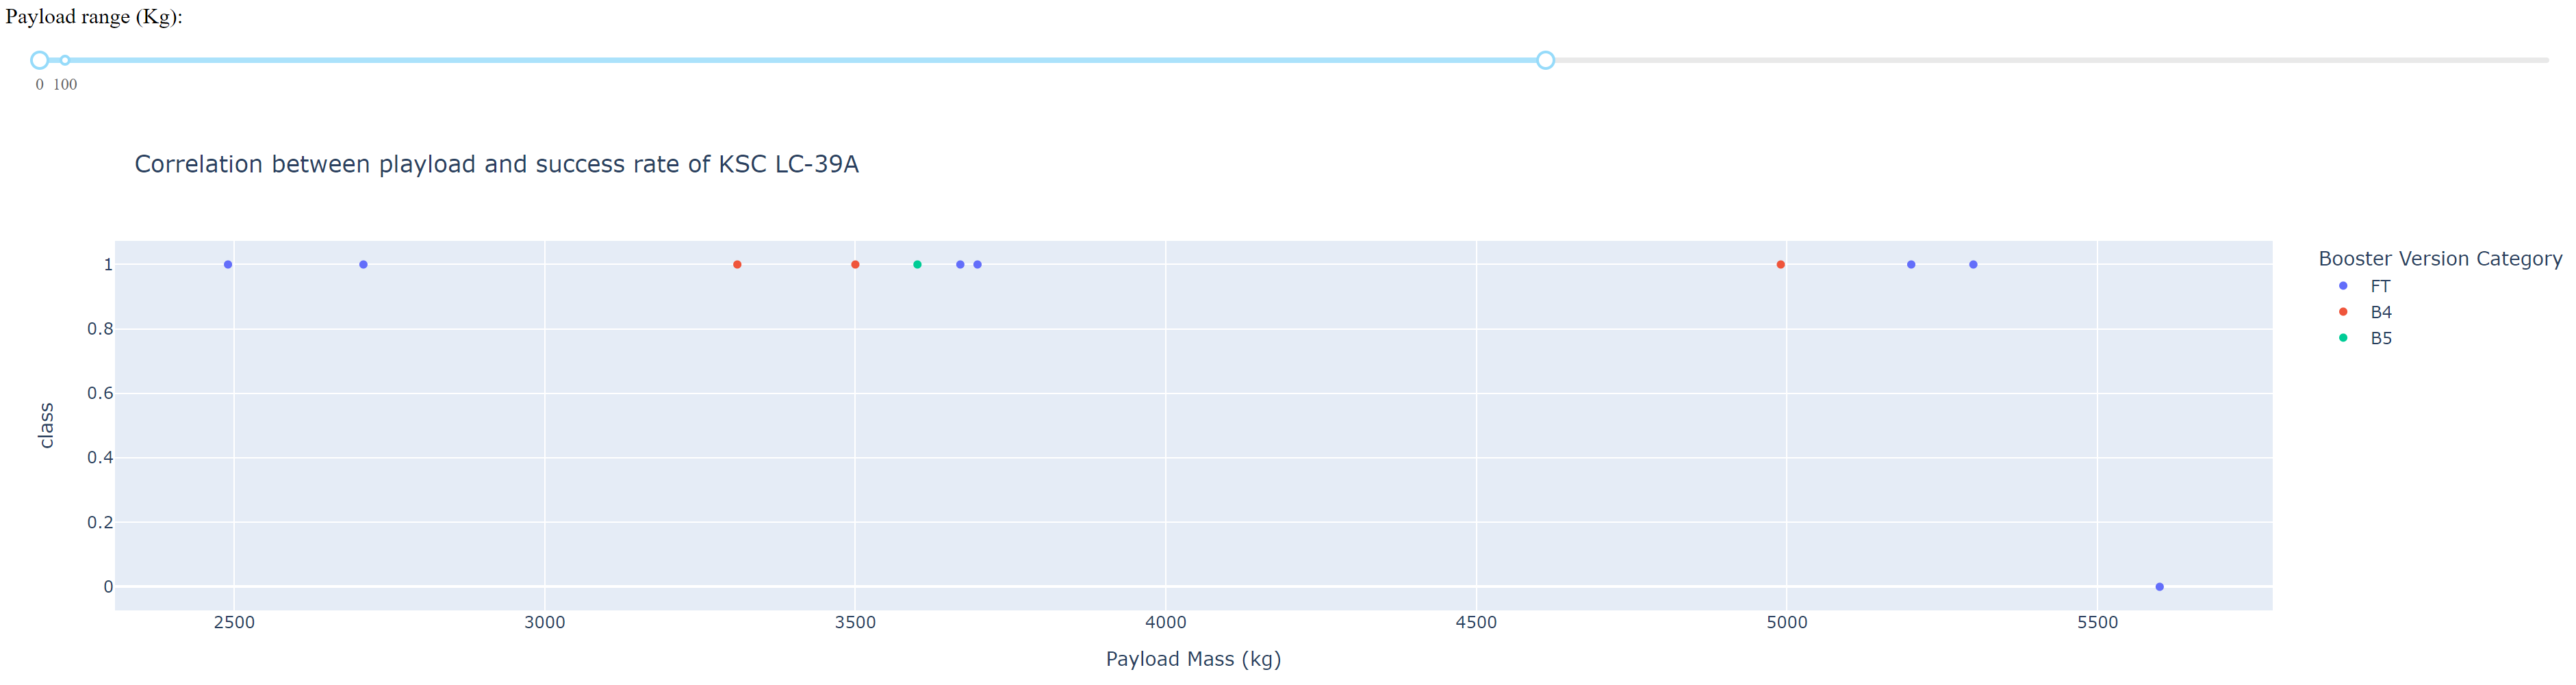 Payload range (Kg):
0 100
Correlation between playload and success rate of KSC LC-39A
Booster Version Category
FT
B4
B5
1
0.8
0.6
0.4
0.2
0
class
2500 3000 3500 4000 4500 5000 5500
Payload Mass (kg)